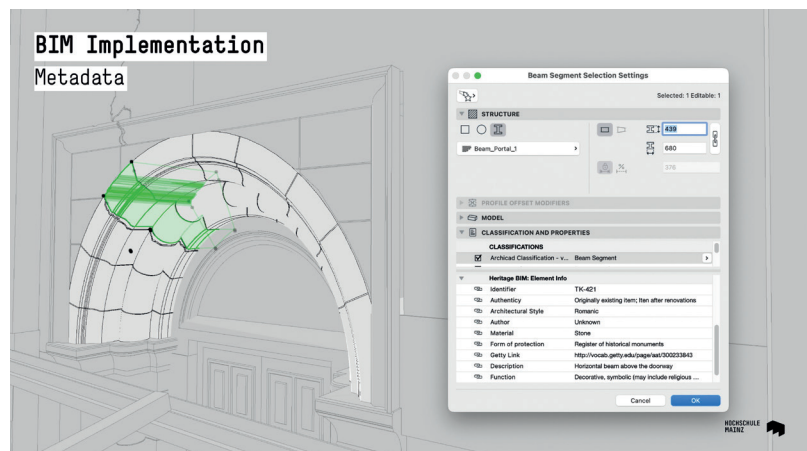 BIM Implementation
Metadata
Beam Segment Selection Settings
Selected: 1 Editable: 1
STRUCTURE
439
Beam_Portal_1
680
376
PROFILE OFFSET MODIFIERS
MODEL
CLASSIFICATION AND PROPERTIES
CLASSIFICATIONS
Archicad Classification - v... Beam Segment
Heritage BIM: Element Info
Identifier TK-421
Authenticy Originally existing item; Iten after renovations
Architectural Style Romanic
Author Unknown
Material Stone
Form of protection Register of historical monuments
Getty Link http://vocab.getty.edu/page/aat/300233843
Description Horizontal beam above the doorway
Function Decorative, symbolic (may include religious ...
Cancel OK
HOCHSCHULE
MAINZ